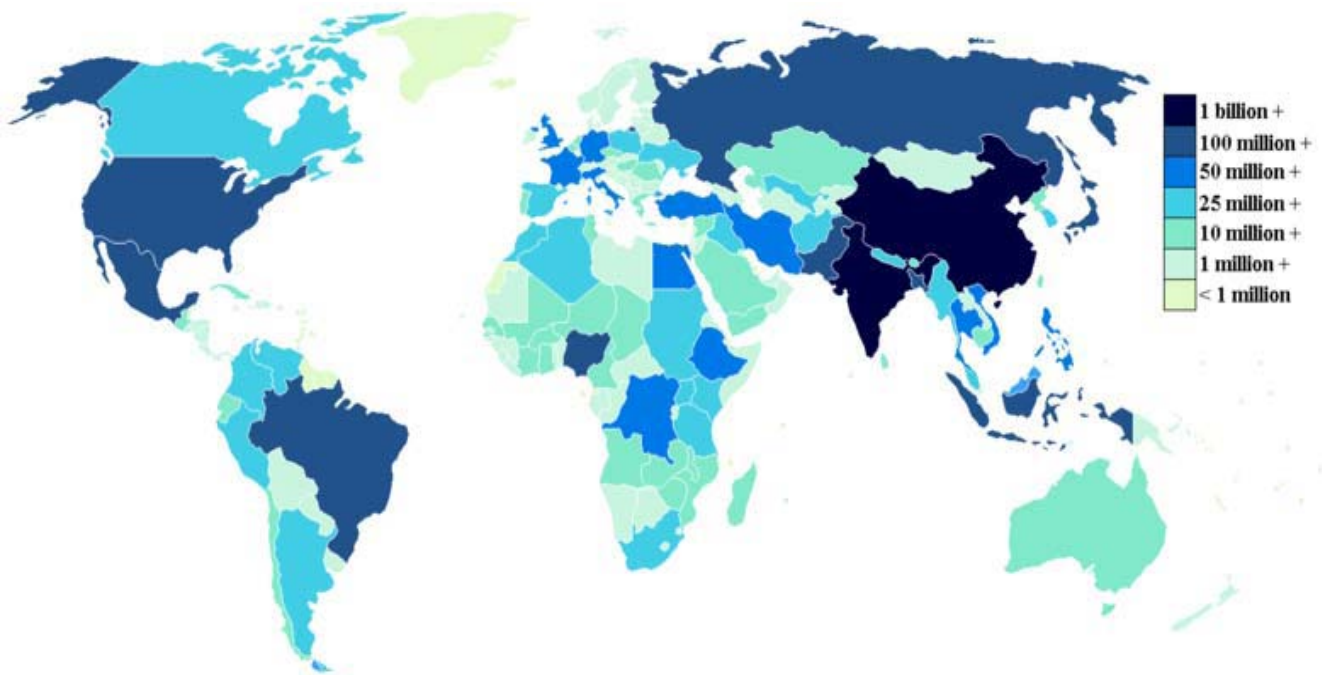 1 billion +
100 million +
50 million +
25 million +
10 million +
1 million +
< 1 million